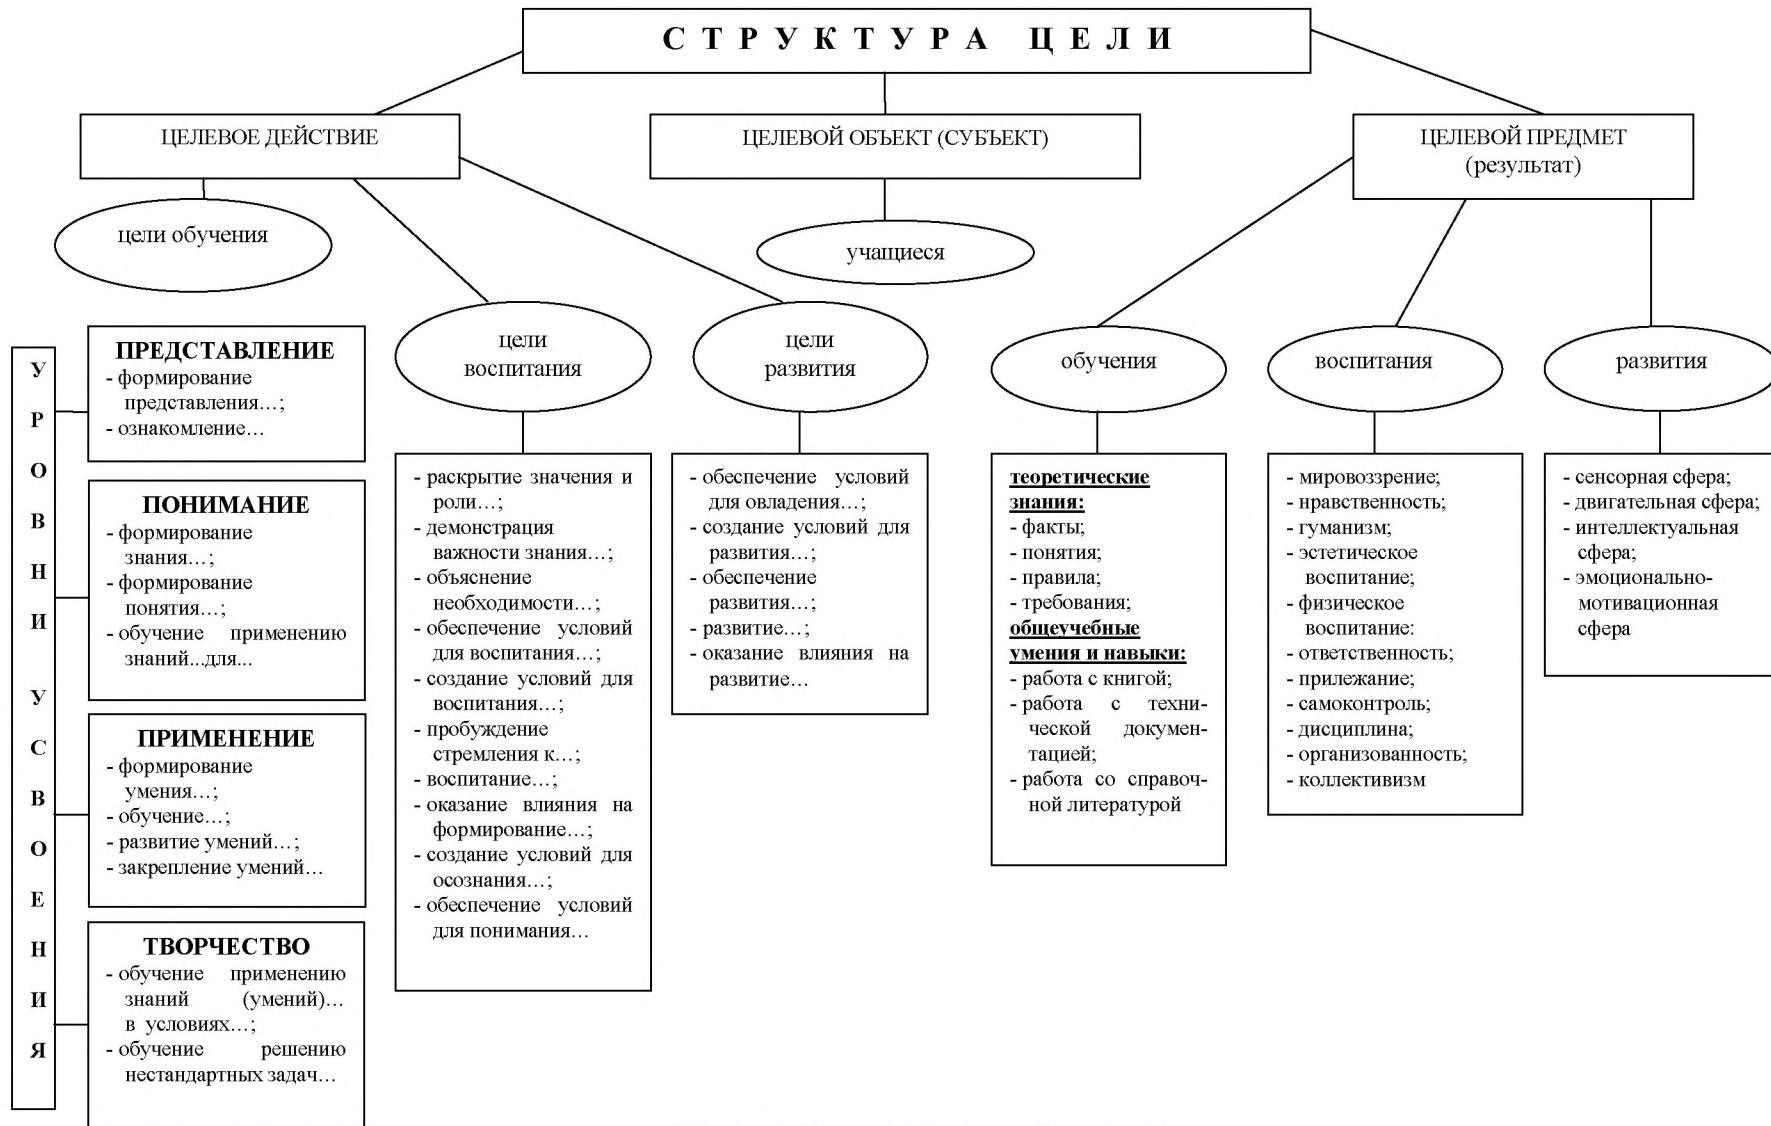 СТРУКТУРА ЦЕЛИ
ЦЕЛЕВОЕ ДЕЙСТВИЕ
ЦЕЛЕВОЙ ОБЪЕКТ (СУБЪЕКТ)
ЦЕЛЕВОЙ ПРЕДМЕТ
(результат)
цели обучения
учащиеся
УРОВНИ УСВОЕНИЯ
ПРЕДСТАВЛЕНИЕ
- формирование
представления…;
- ознакомление…
ПОНИМАНИЕ
- формирование
знания…;
- формирование
понятия…;
- обучение применению
знаний...для...
ПРИМЕНЕНИЕ
- формирование
умения…;
- обучение…;
- развитие умений…;
- закрепление умений…
ТВОРЧЕСТВО
- обучение применению
знаний (умений)…
в условиях…;
- обучение решению
нестандартных задач…
цели
воспитания
- раскрытие значения и
роли…;
- демонстрация
важности знания…;
- объяснение
необходимости…;
- обеспечение условий
для воспитания…;
- создание условий для
воспитания…;
- пробуждение
стремления к…;
- воспитание…;
- оказание влияния на
формирование…;
- создание условий для
осознания…;
- обеспечение условий
для понимания…
цели
развития
- обеспечение условий
для овладения…;
- создание условий для
развития…;
- обеспечение
развития…;
- развитие…;
- оказание влияния на
развитие…
обучения
теоретические
знания:
- факты;
- понятия;
- правила;
- требования;
общеучебные
умения и навыки:
- работа с книгой;
- работа с техни-
ческой докумен-
тацией;
- работа со справоч-
ной литературой
воспитания
- мировоззрение;
- нравственность;
- гуманизм;
- эстетическое
воспитание;
- физическое
воспитание:
- ответственность;
- прилежание;
- самоконтроль;
- дисциплина;
- организованность;
- коллективизм
развития
- сенсорная сфера;
- двигательная сфера;
- интеллектуальная
сфера;
- эмоционально-
мотивационная
сфера